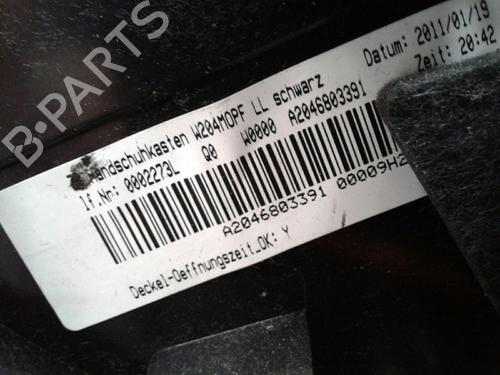 Handschuhkasten W204MOPF LL schwarz
Datum: 2011/01/19
lf.Nr: 0002273L Q0 W0000 A2046803391
Zeit: 20:42
A2046803391 00009H2
Deckel-Oeffnungszeit_OK: Y
B-PARTS